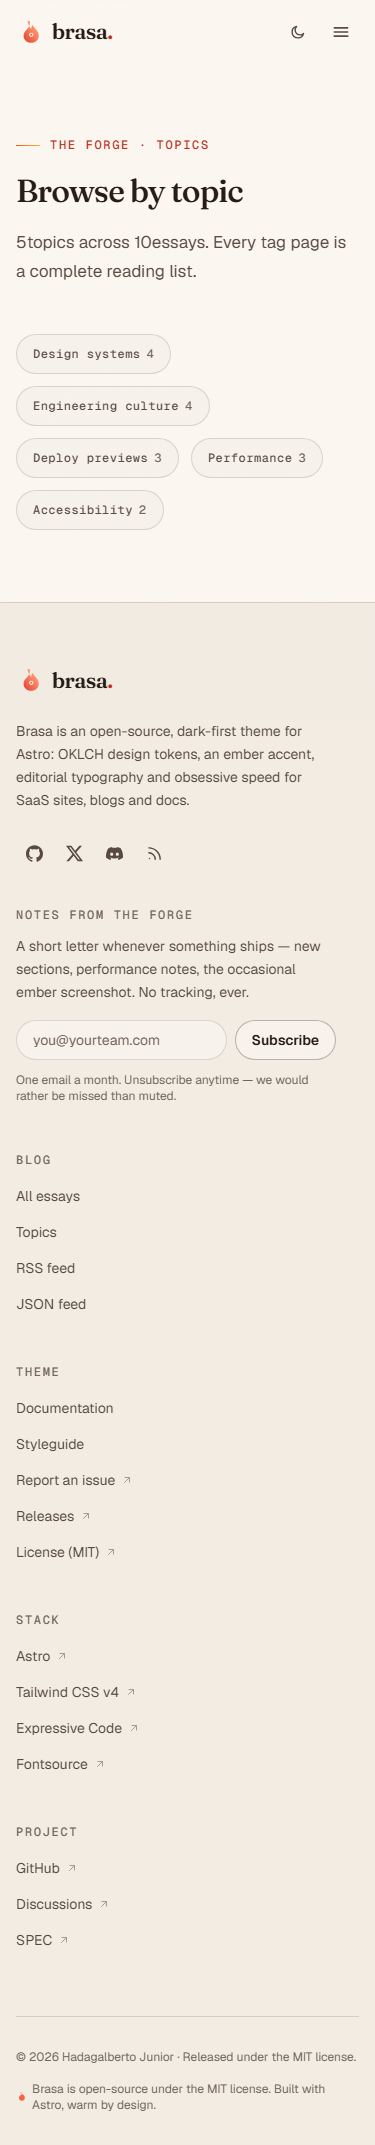 brasa.
THE FORGE · TOPICS
Browse by topic
5topics across 10essays. Every tag page is
a complete reading list.
Design systems 4
Engineering culture 4
Deploy previews 3
Performance 3
Accessibility 2
brasa.
Brasa is an open-source, dark-first theme for
Astro: OKLCH design tokens, an ember accent,
editorial typography and obsessive speed for
SaaS sites, blogs and docs.
NOTES FROM THE FORGE
A short letter whenever something ships — new
sections, performance notes, the occasional
ember screenshot. No tracking, ever.
you@yourteam.com
Subscribe
One email a month. Unsubscribe anytime — we would
rather be missed than muted.
BLOG
All essays
Topics
RSS feed
JSON feed
THEME
Documentation
Styleguide
Report an issue ↗
Releases ↗
License (MIT) ↗
STACK
Astro ↗
Tailwind CSS v4 ↗
Expressive Code ↗
Fontsource ↗
PROJECT
GitHub ↗
Discussions ↗
SPEC ↗
© 2026 Hadagalberto Junior · Released under the MIT license.
Brasa is open-source under the MIT license. Built with
Astro, warm by design.